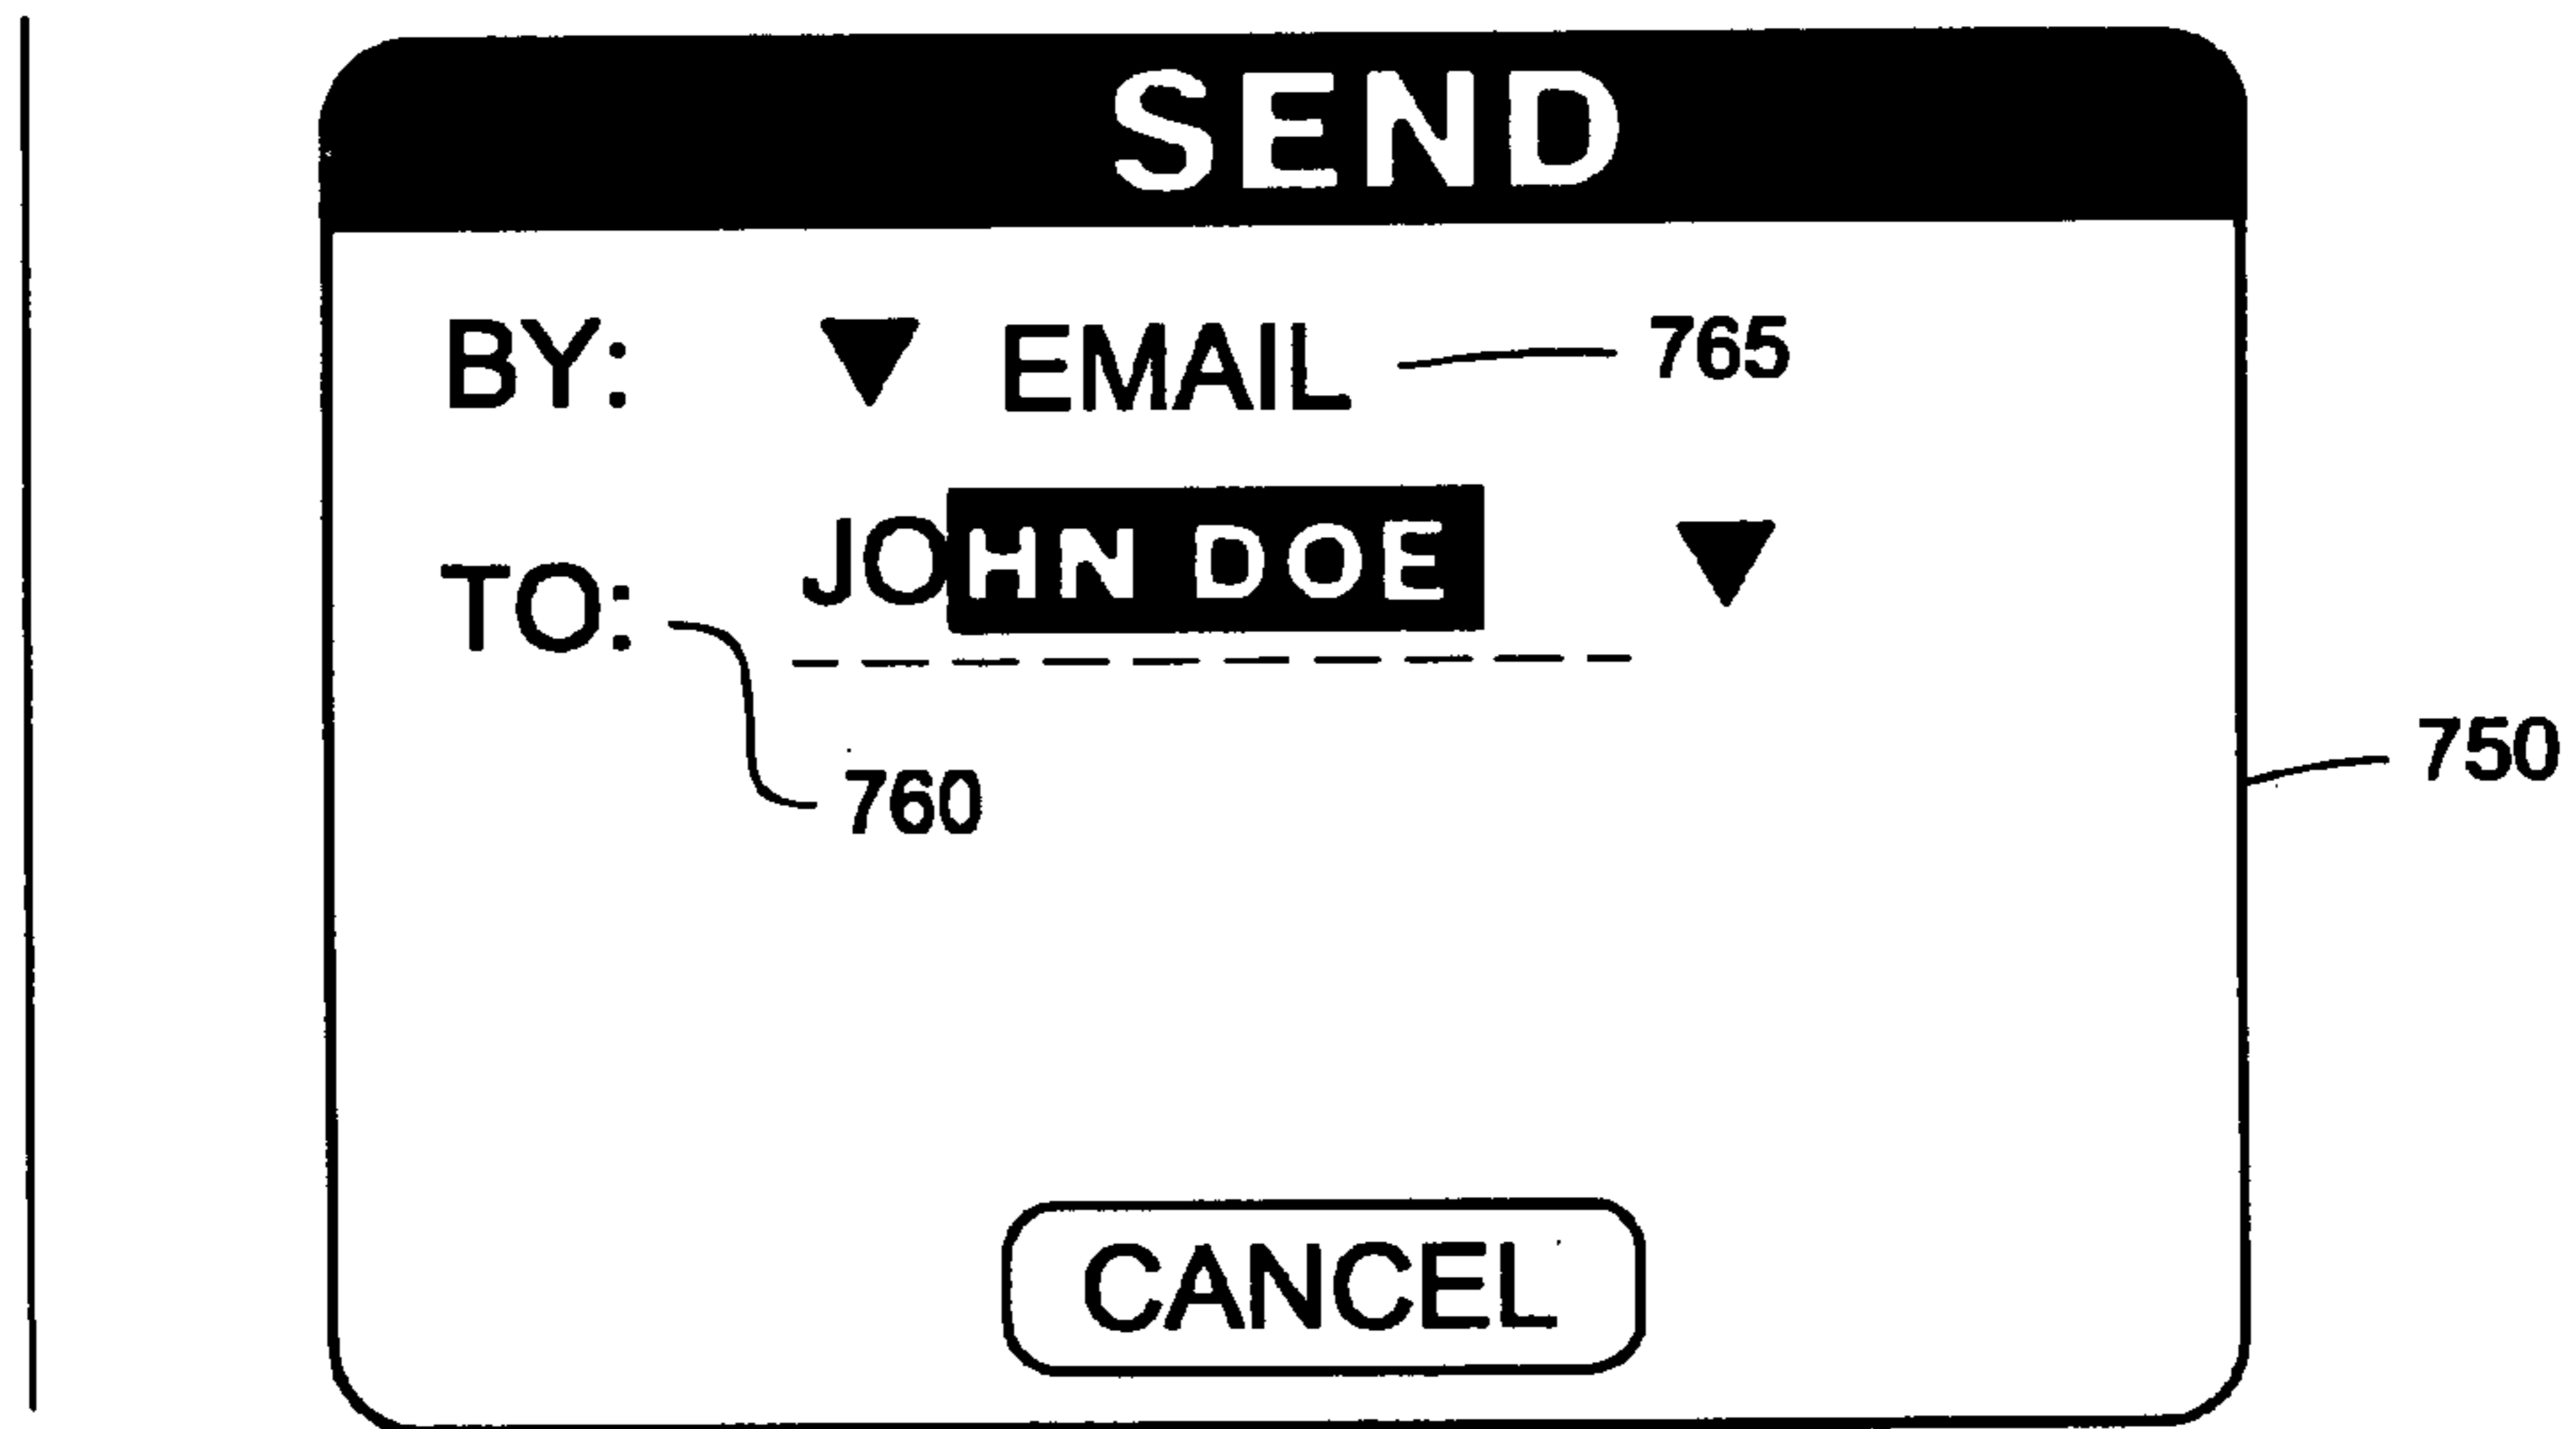 SEND
BY: ▼ EMAIL 765
JOHN DOE ▼
TO:
750
760
CANCEL